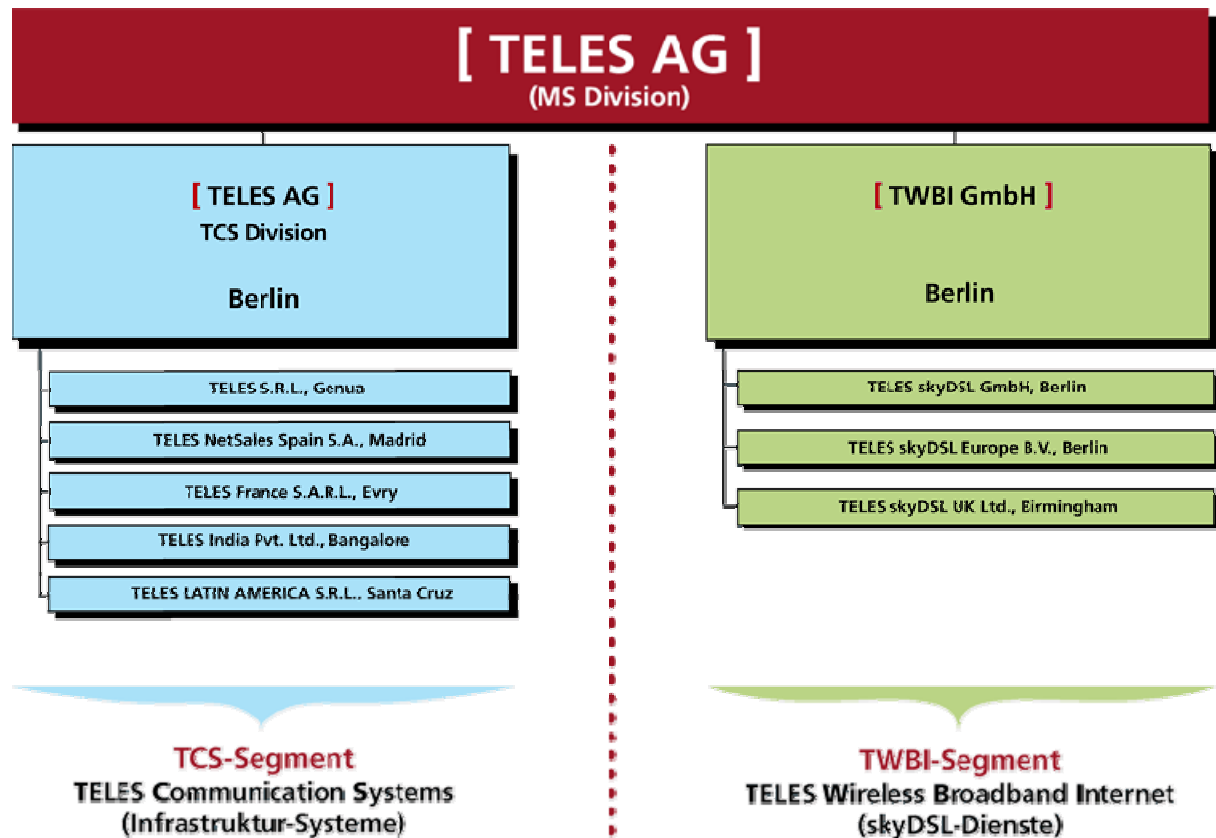 [ TELES AG ]
(MS Division)
[ TELES AG ]
TCS Division
Berlin
TELES S.R.L., Genua
TELES NetSales Spain S.A., Madrid
TELES France S.A.R.L., Evry
TELES India Pvt. Ltd., Bangalore
TELES LATIN AMERICA S.R.L., Santa Cruz
TCS-Segment
TELES Communication Systems
(Infrastruktur-Systeme)
[ TWBI GmbH ]
Berlin
TELES skyDSL GmbH, Berlin
TELES skyDSL Europe B.V., Berlin
TELES skyDSL UK Ltd., Birmingham
TWBI-Segment
TELES Wireless Broadband Internet
(skyDSL-Dienste)